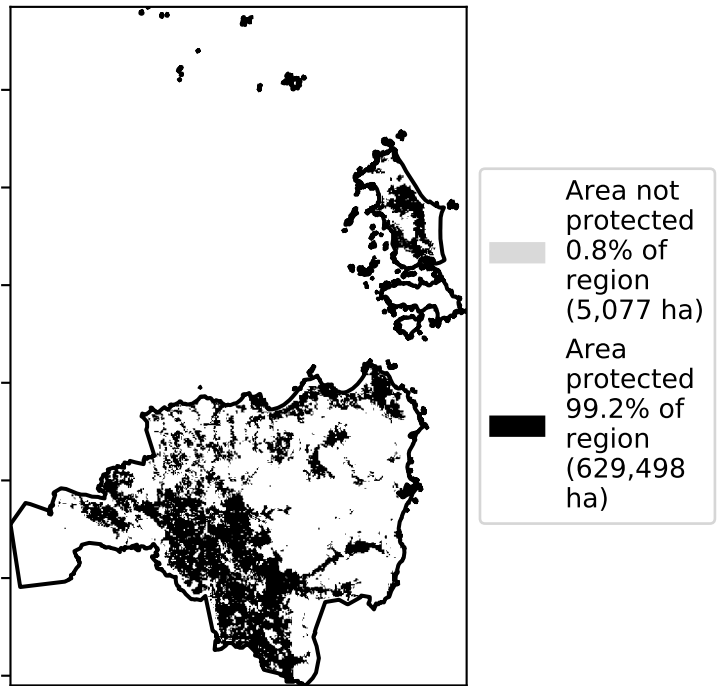 Area not
protected
0.8% of
region
(5,077 ha)
Area
protected
99.2% of
region
(629,498
ha)